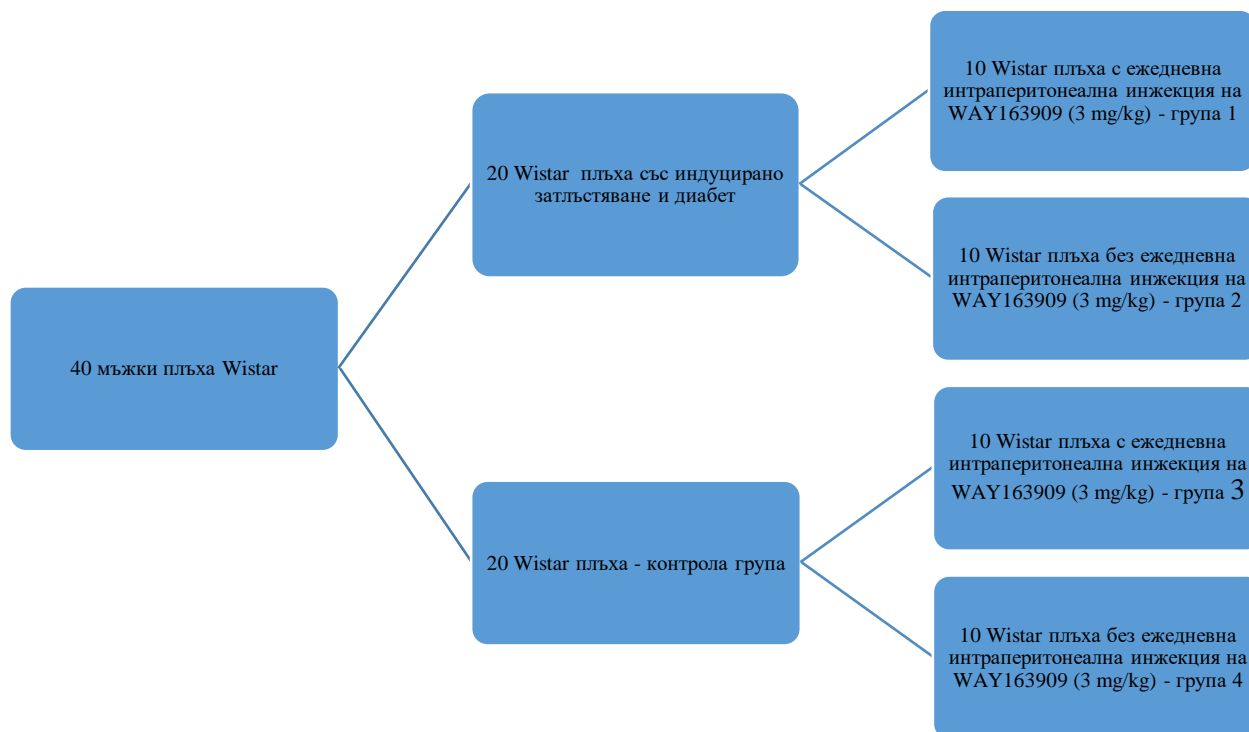 40 мъжки плъха Wistar
20 Wistar плъха със индуцирано
затлъстяване и диабет
10 Wistar плъха с ежедневна
интраперитонеална инжекция на
WAY163909 (3 mg/kg) - група 1
10 Wistar плъха без ежедневна
интраперитонеална инжекция на
WAY163909 (3 mg/kg) - група 2
20 Wistar плъха - контрола група
10 Wistar плъха с ежедневна
интраперитонеална инжекция на
WAY163909 (3 mg/kg) - група 3
10 Wistar плъха без ежедневна
интраперитонеална инжекция на
WAY163909 (3 mg/kg) - група 4